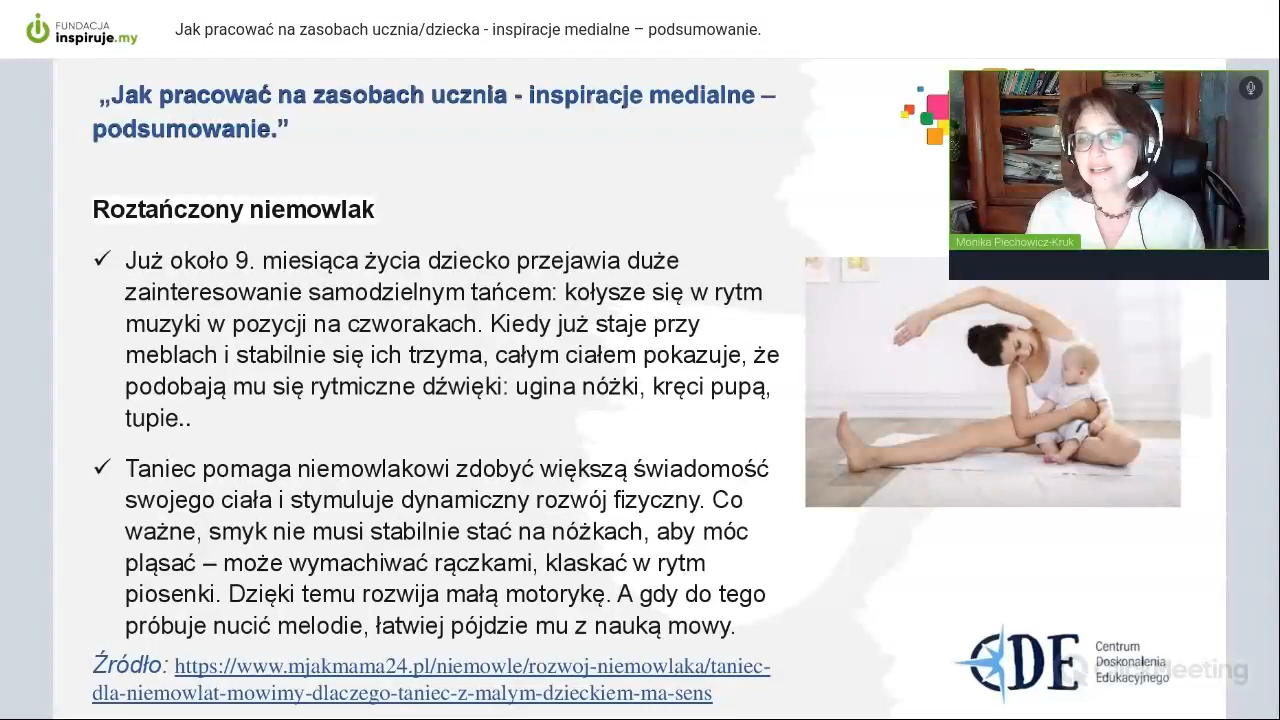 FUNDACJA
inspiruje.my
Jak pracować na zasobach ucznia/dziecka - inspiracje medialne – podsumowanie.
„Jak pracować na zasobach ucznia - inspiracje medialne –
podsumowanie.”
Monika Piechowicz-Kruk
Roztańczony niemowlak
✓ Już około 9. miesiąca życia dziecko przejawia duże
zainteresowanie samodzielnym tańcem: kołysze się w rytm
muzyki w pozycji na czworakach. Kiedy już staje przy
meblach i stabilnie się ich trzyma, całym ciałem pokazuje, że
podobają mu się rytmiczne dźwięki: ugina nóżki, kręci pupą,
tupie..
✓ Taniec pomaga niemowlakowi zdobyć większą świadomość
swojego ciała i stymuluje dynamiczny rozwój fizyczny. Co
ważne, smyk nie musi stabilnie stać na nóżkach, aby móc
pląsać – może wymachiwać rączkami, klaskać w rytm
piosenki. Dzięki temu rozwija małą motorykę. A gdy do tego
próbuje nucić melodie, łatwiej pójdzie mu z nauką mowy.
Źródło: https://www.mjakmama24.pl/niemowle/rozwoj-niemowlaka/taniec-
dla-niemowlat-mowimy-dlaczego-taniec-z-malym-dzieckiem-ma-sens
CDE
Centrum
Doskonalenia
Edukacyjnego
ClickMeeting